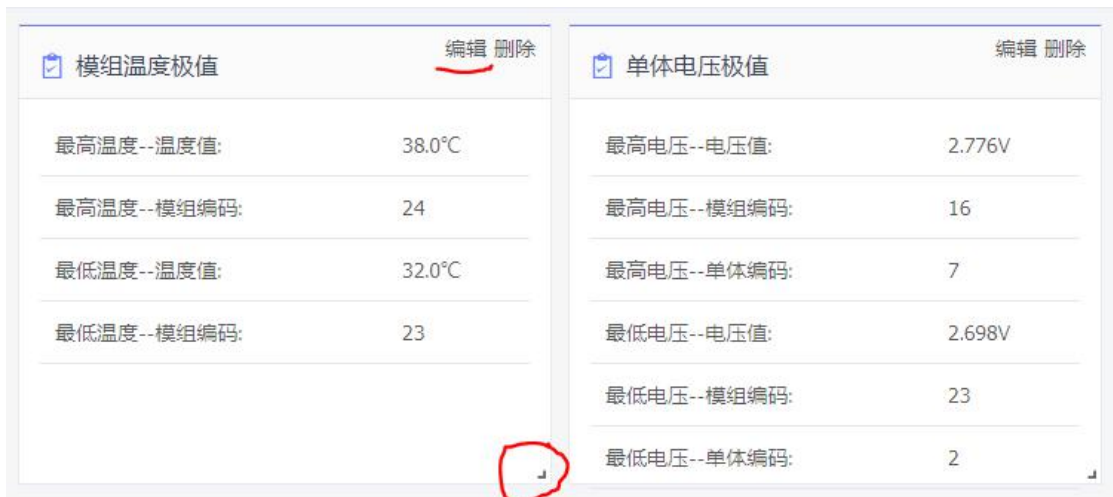 模组温度极值
编辑 删除
最高温度--温度值: 38.0℃
最高温度--模组编码: 24
最低温度--温度值: 32.0℃
最低温度--模组编码: 23
单体电压极值
编辑 删除
最高电压--电压值: 2.776V
最高电压--模组编码: 16
最高电压--单体编码: 7
最低电压--电压值: 2.698V
最低电压--模组编码: 23
最低电压--单体编码: 2